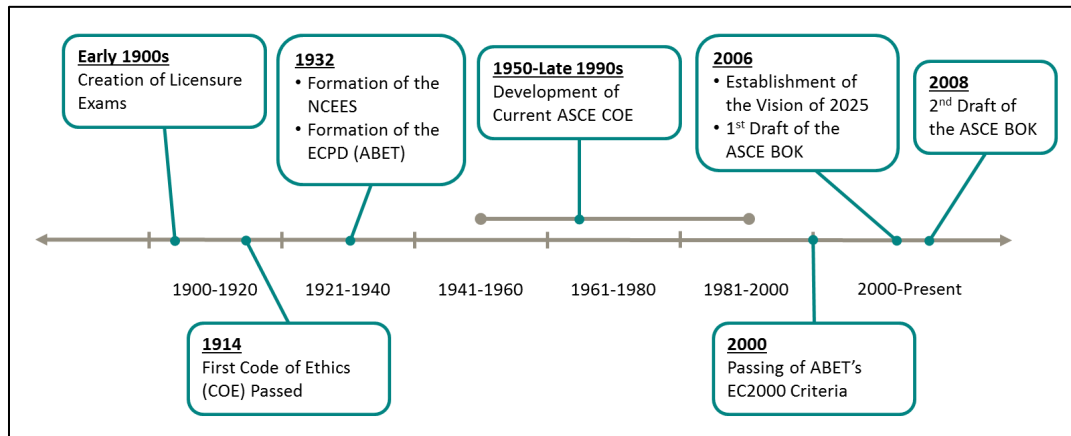 Early 1900s
Creation of Licensure
Exams
1932
• Formation of the
NCEES
• Formation of the
ECPD (ABET)
1950-Late 1990s
Development of
Current ASCE COE
2006
• Establishment of
the Vision of 2025
• 1st Draft of the
ASCE BOK
2008
2nd Draft of
the ASCE BOK
1900-1920
1921-1940
1941-1960
1961-1980
1981-2000
2000-Present
1914
First Code of Ethics
(COE) Passed
2000
Passing of ABET’s
EC2000 Criteria